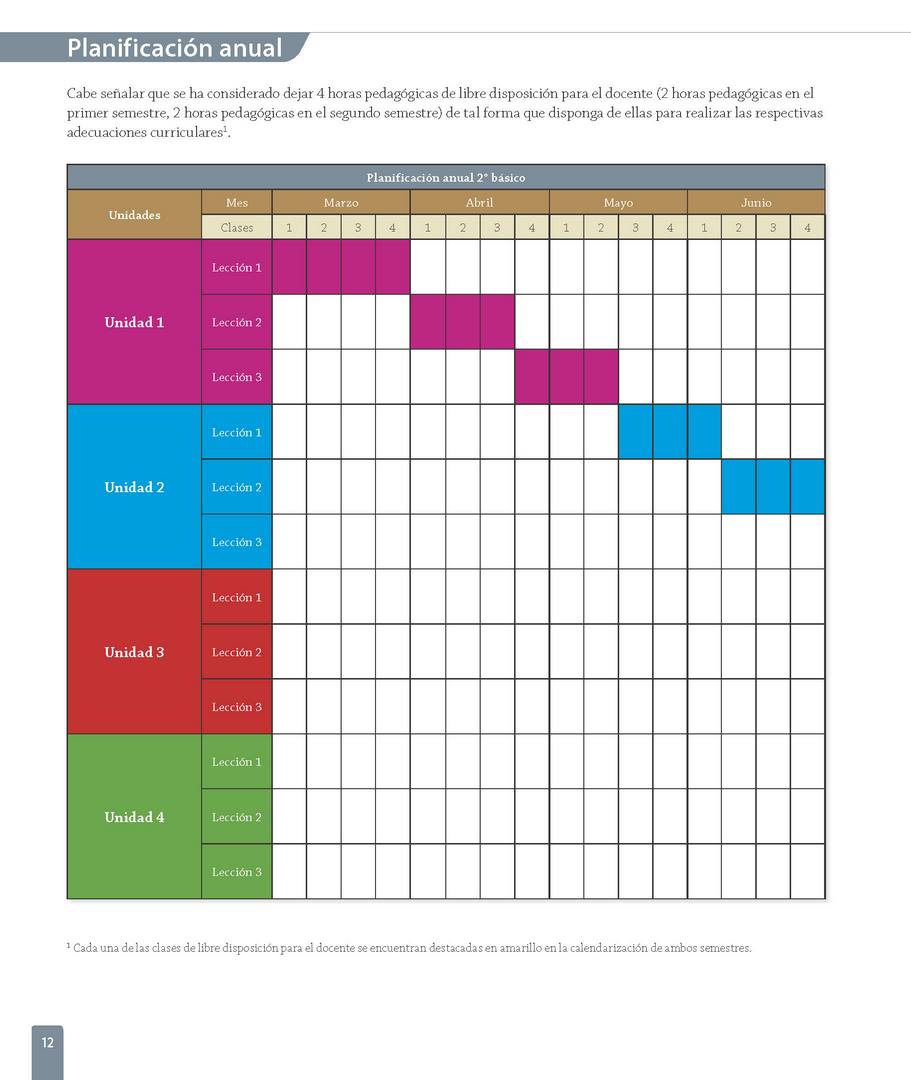 Planificación anual
Cabe señalar que se ha considerado dejar 4 horas pedagógicas de libre disposición para el docente (2 horas pedagógicas en el
primer semestre, 2 horas pedagógicas en el segundo semestre) de tal forma que disponga de ellas para realizar las respectivas
adecuaciones curriculares¹.
Planificación anual 2° básico
Unidades Mes Marzo Abril Mayo Junio
Clases 1 2 3 4 1 2 3 4 1 2 3 4 1 2 3 4
Unidad 1
Lección 1
Lección 2
Lección 3
Unidad 2
Lección 1
Lección 2
Lección 3
Unidad 3
Lección 1
Lección 2
Lección 3
Unidad 4
Lección 1
Lección 2
Lección 3
¹ Cada una de las clases de libre disposición para el docente se encuentran destacadas en amarillo en la calendarización de ambos semestres.
12